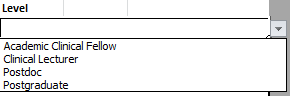 Level
Academic Clinical Fellow
Clinical Lecturer
Postdoc
Postgraduate